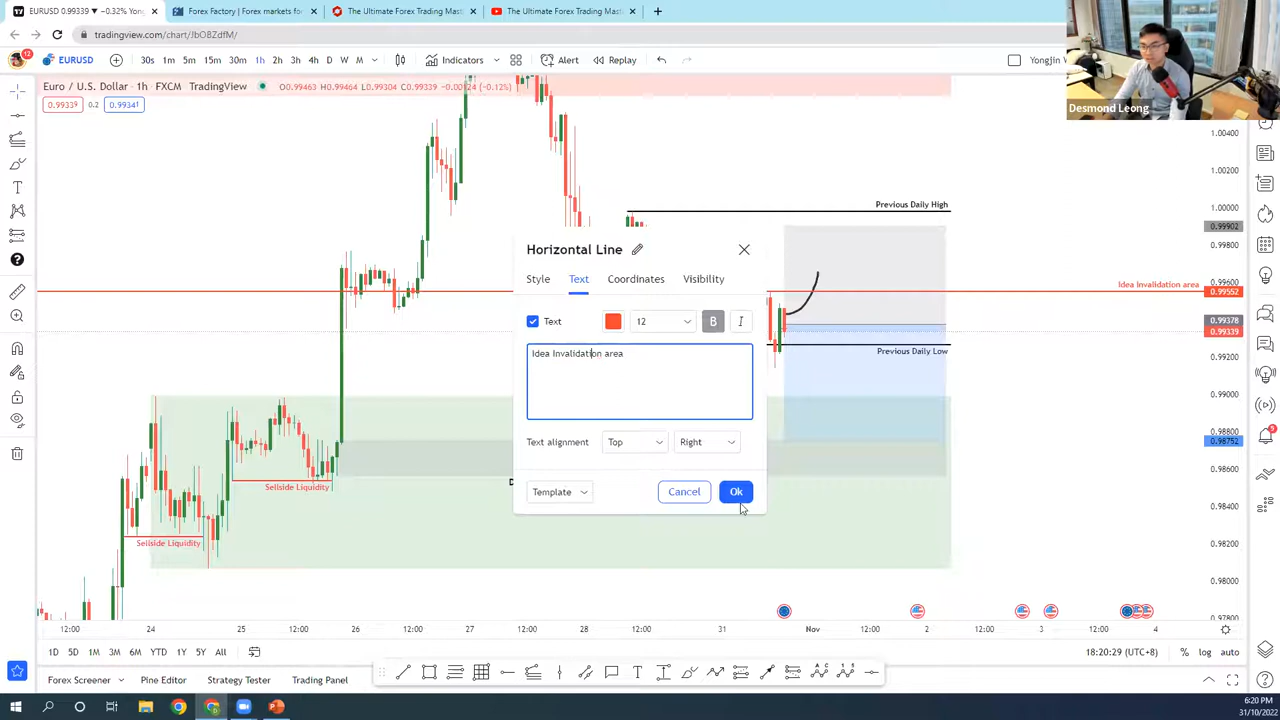 EURUSD 0.99339 ▼ −0.32% Yong
Forex Factory | Forex markets fo
The Ultimate Forex Trading Mast
The Ultimate Forex Trading Mast
tradingview.com/chart/JbO8ZdfM/
12
EURUSD
30s 1m 5m 15m 30m 1h 2h 3h 4h D W M
Indicators
Alert
Replay
Yongjin
Desmond Leong
Euro / U.S. Dollar · 1h · FXCM · TradingView
O0.99463 H0.99464 L0.99304 C0.99339 −0.00124 (−0.12%)
0.99339 0.2 0.99341
1.00400
1.00200
Previous Daily High
1.00000
0.99902
0.99800
Horizontal Line
Style Text Coordinates Visibility
Idea Invalidation area
0.99600
0.99552
Text
12
B
I
0.99378
0.99339
Idea Invalidation area
Previous Daily Low
0.99200
0.99000
0.98800
0.98752
Text alignment
Top
Right
0.98600
Sellside Liquidity
Template
Cancel
Ok
0.98400
Sellside Liquidity
0.98200
0.98000
0.97800
12:00 24 25 12:00 26 12:00 27 12:00 28 12:00 31 Nov 12:00 2 12:00 3 12:00 4
1D 5D 1M 3M 6M YTD 1Y 5Y All
18:20:29 (UTC+8)
% log auto
Forex Screener
Pine Editor
Strategy Tester
Trading Panel
6:20 PM
31/10/2022